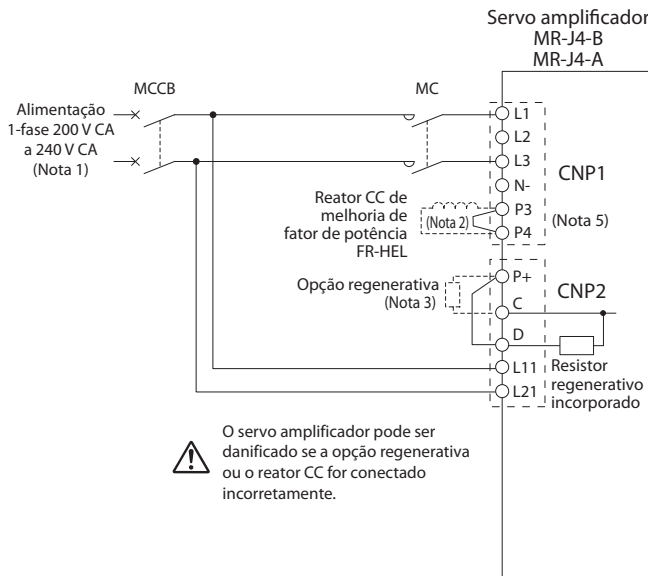 Servo amplificador
MR-J4-B
MR-J4-A
MCCB
MC
Alimentação
1-fase 200 V CA
a 240 V CA
(Nota 1)
L1
L2
L3
N-
P3
P4
CNP1
(Nota 5)
Reator CC de
melhoria de
fator de potência
FR-HEL
(Nota 2)
Opção regenerativa
(Nota 3)
P+
C
D
L11
L21
CNP2
Resistor
regenerativo
incorporado
O servo amplificador pode ser
danificado se a opção regenerativa
ou o reator CC for conectado
incorretamente.